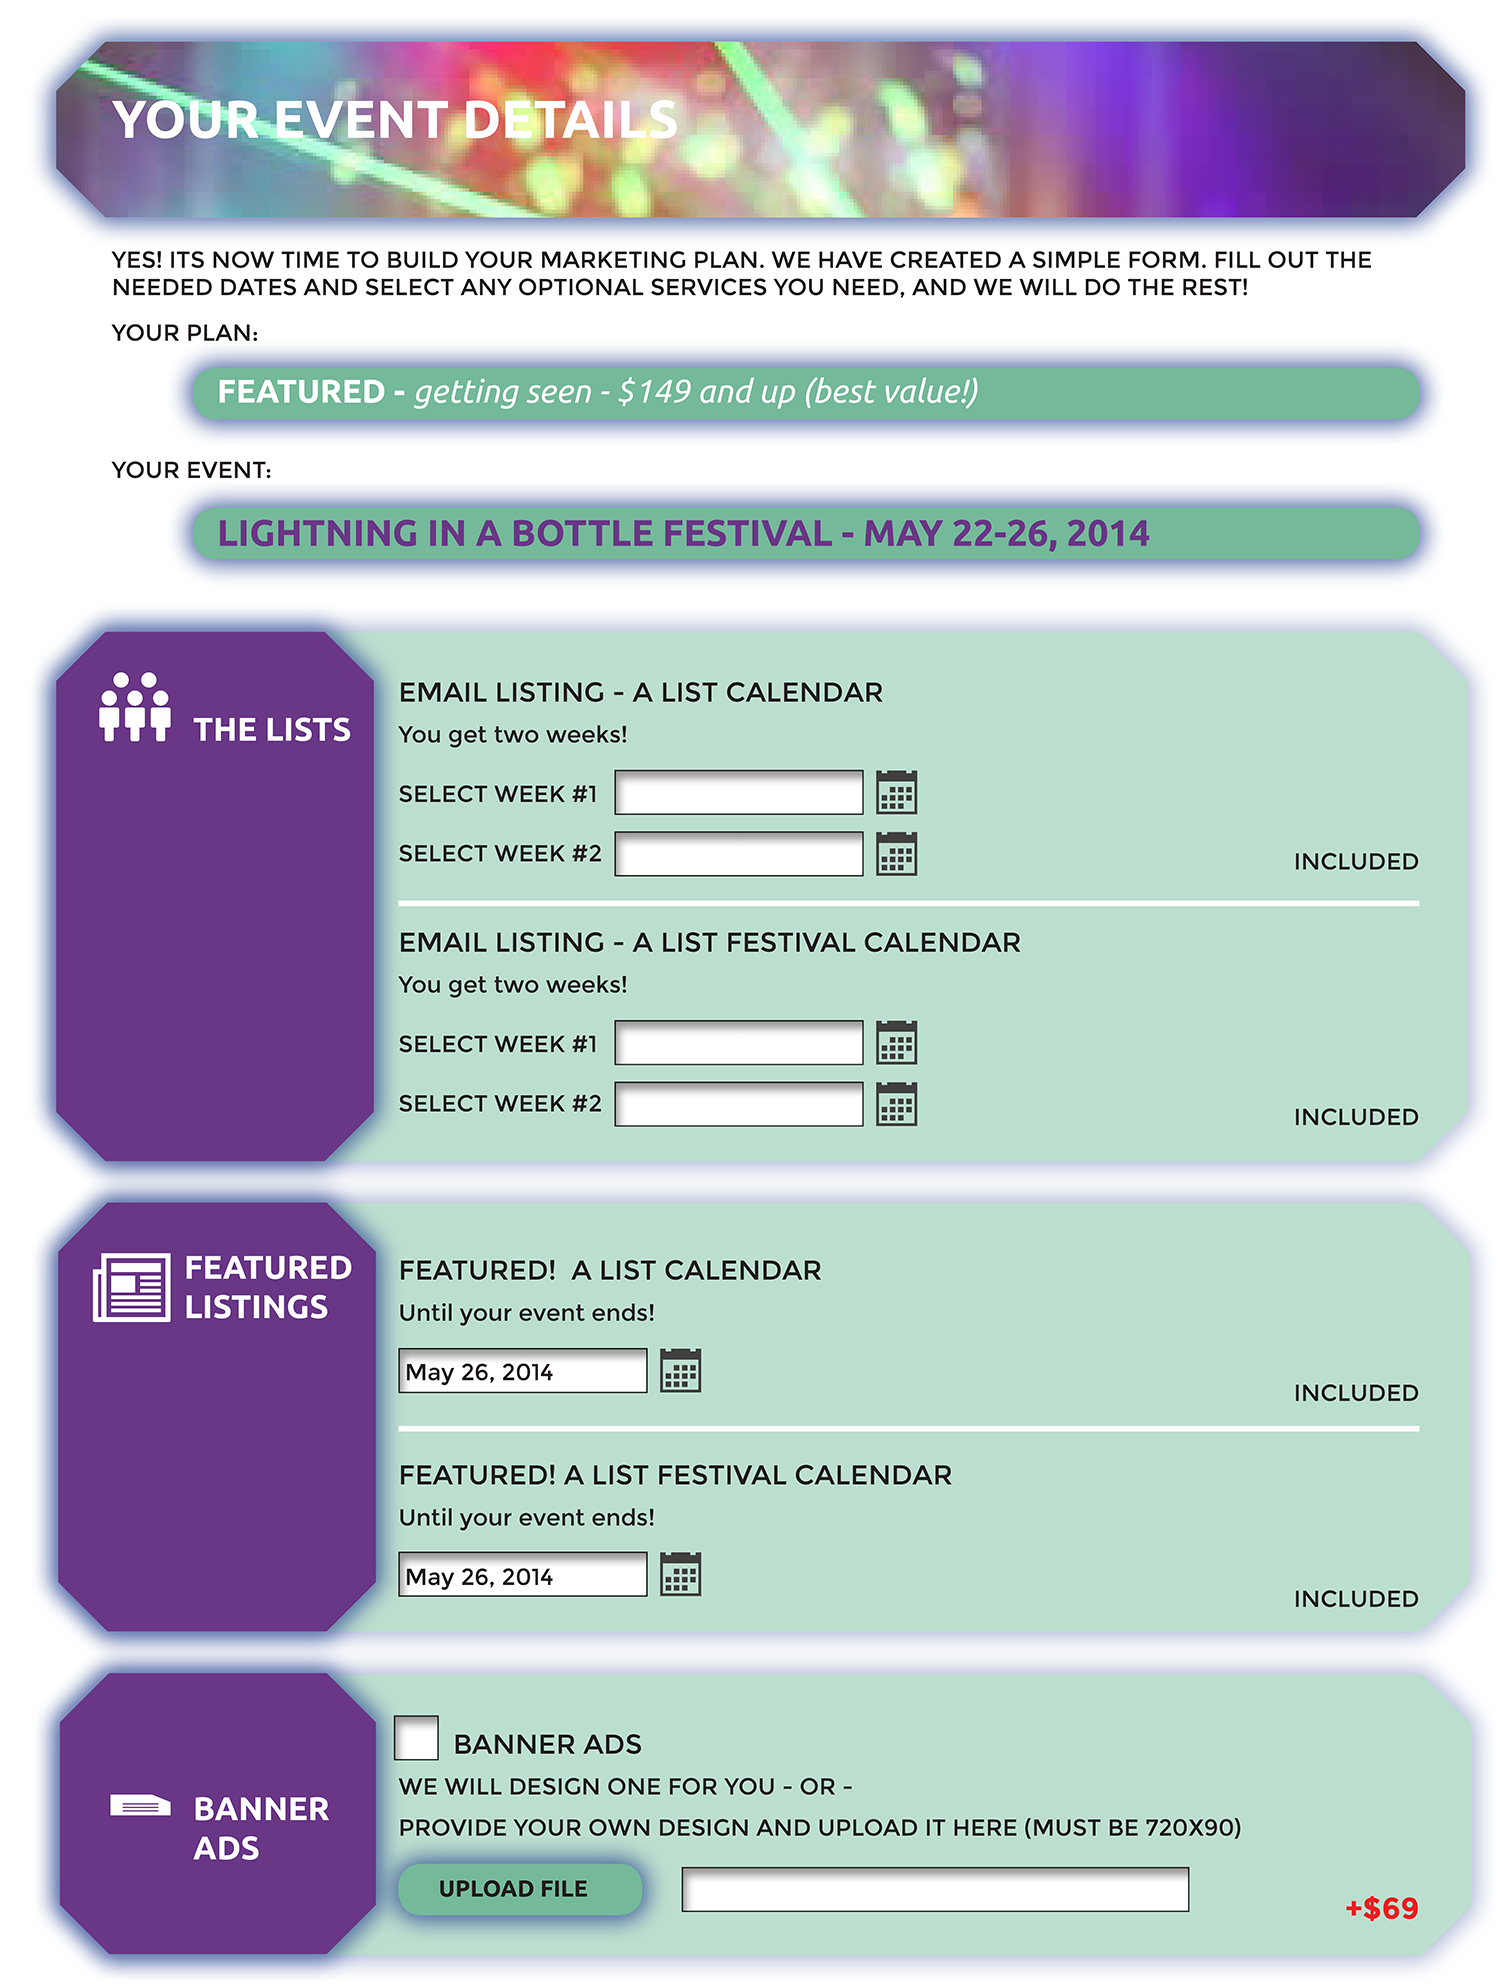 YOUR EVENT DETAILS
YES! ITS NOW TIME TO BUILD YOUR MARKETING PLAN. WE HAVE CREATED A SIMPLE FORM. FILL OUT THE
NEEDED DATES AND SELECT ANY OPTIONAL SERVICES YOU NEED, AND WE WILL DO THE REST!
YOUR PLAN:
FEATURED - getting seen - $149 and up (best value!)
YOUR EVENT:
LIGHTNING IN A BOTTLE FESTIVAL - MAY 22-26, 2014
THE LISTS
EMAIL LISTING - A LIST CALENDAR
You get two weeks!
SELECT WEEK #1
SELECT WEEK #2
INCLUDED
EMAIL LISTING - A LIST FESTIVAL CALENDAR
You get two weeks!
SELECT WEEK #1
SELECT WEEK #2
INCLUDED
FEATURED
LISTINGS
FEATURED! A LIST CALENDAR
Until your event ends!
May 26, 2014
INCLUDED
FEATURED! A LIST FESTIVAL CALENDAR
Until your event ends!
May 26, 2014
INCLUDED
BANNER
ADS
BANNER ADS
WE WILL DESIGN ONE FOR YOU - OR -
PROVIDE YOUR OWN DESIGN AND UPLOAD IT HERE (MUST BE 720X90)
UPLOAD FILE
+$69